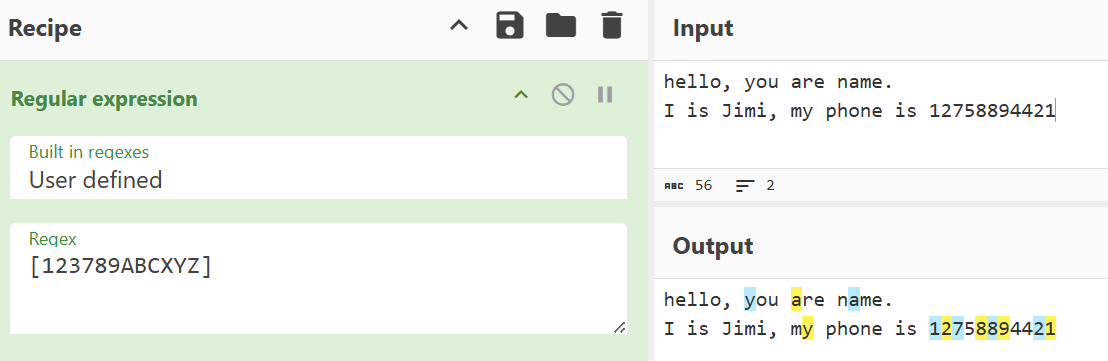 Recipe
Regular expression
Built in regexes
User defined
Regex
[123789ABCXYZ]
Input
hello, you are name.
I is Jimi, my phone is 12758894421
ABC 56 2
Output
hello, you are name.
I is Jimi, my phone is 12758894421